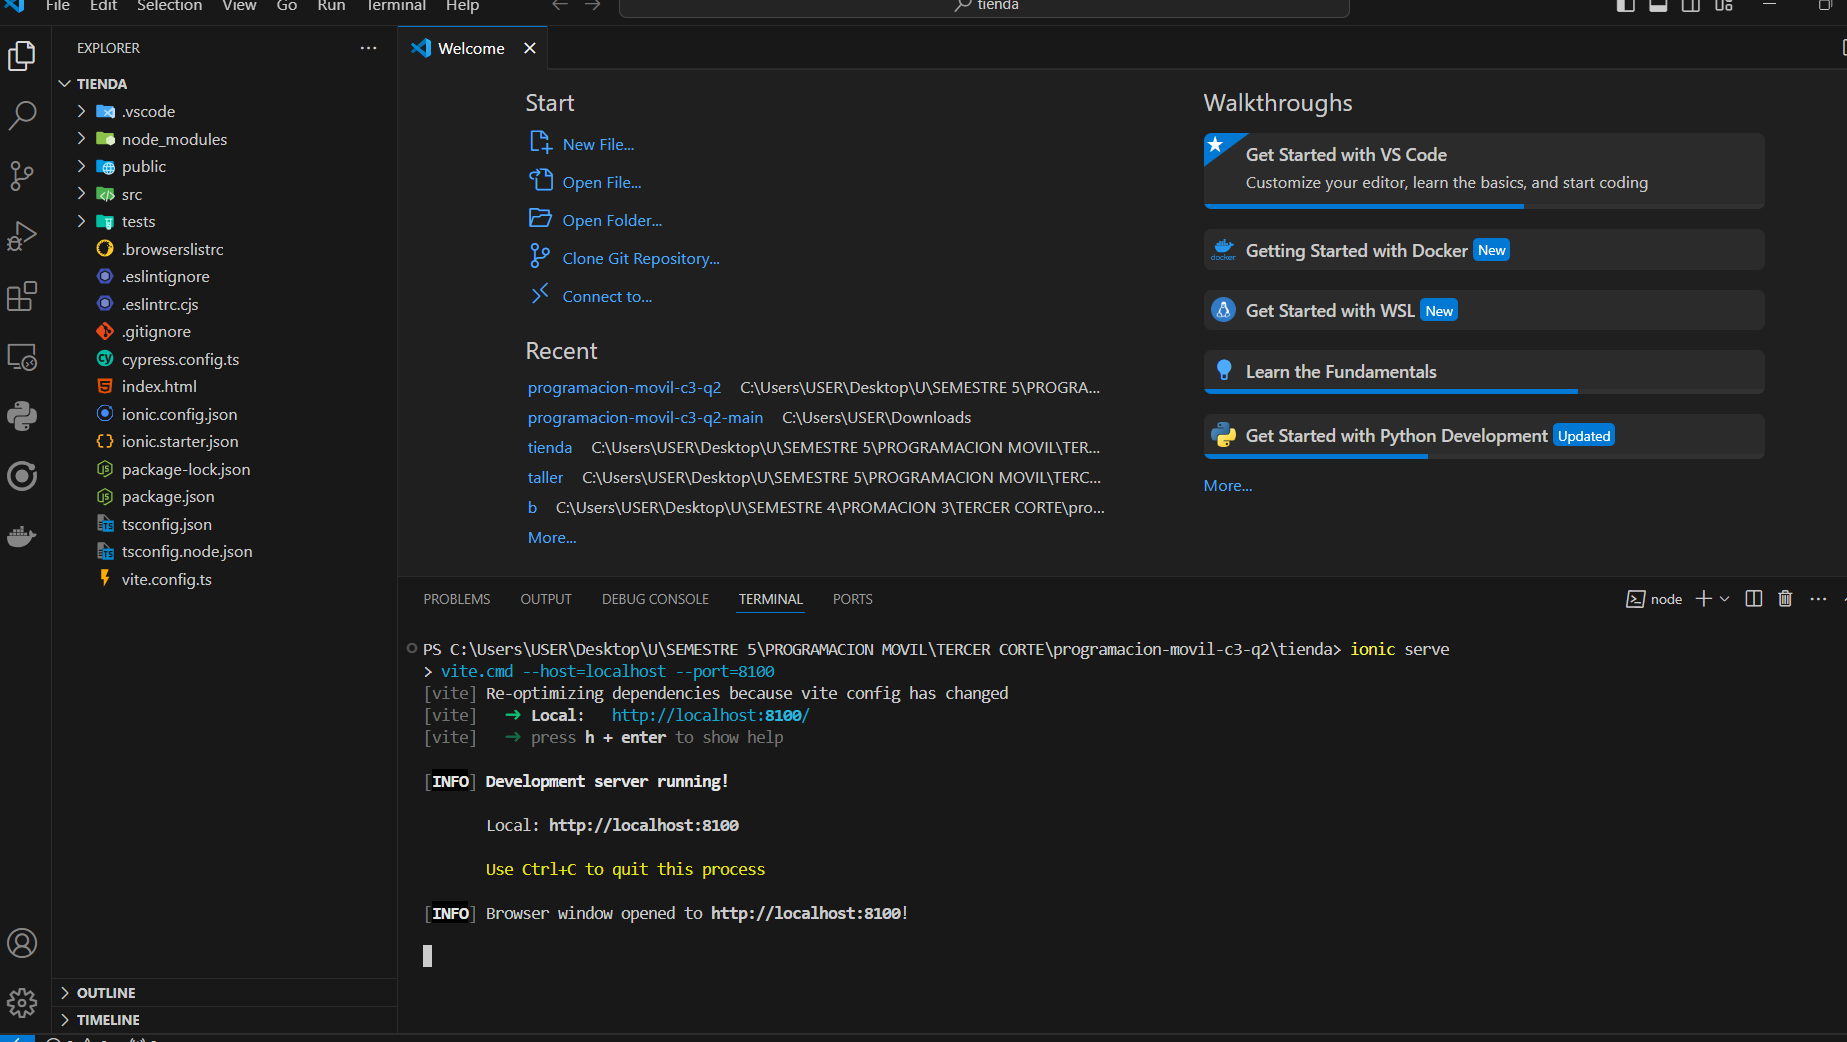 File Edit Selection View Go Run Terminal Help
tienda
EXPLORER
TIENDA
.vscode
node_modules
public
src
tests
.browserslistrc
.eslintignore
.eslintrc.cjs
.gitignore
cypress.config.ts
index.html
ionic.config.json
ionic.starter.json
package-lock.json
package.json
tsconfig.json
tsconfig.node.json
vite.config.ts
OUTLINE
TIMELINE
Welcome
Start
New File...
Open File...
Open Folder...
Clone Git Repository...
Connect to...
Recent
programacion-movil-c3-q2 C:\Users\USER\Desktop\U\SEMESTRE 5\PROGRA...
programacion-movil-c3-q2-main C:\Users\USER\Downloads
tienda C:\Users\USER\Desktop\U\SEMESTRE 5\PROGRAMACION MOVIL\TER...
taller C:\Users\USER\Desktop\U\SEMESTRE 5\PROGRAMACION MOVIL\TERC...
b C:\Users\USER\Desktop\U\SEMESTRE 4\PROMACION 3\TERCER CORTE\pro...
More...
Walkthroughs
Get Started with VS Code
Customize your editor, learn the basics, and start coding
docker
Getting Started with Docker New
Get Started with WSL New
Learn the Fundamentals
Get Started with Python Development Updated
More...
PROBLEMS OUTPUT DEBUG CONSOLE TERMINAL PORTS
node
PS C:\Users\USER\Desktop\U\SEMESTRE 5\PROGRAMACION MOVIL\TERCER CORTE\programacion-movil-c3-q2\tienda> ionic serve
> vite.cmd --host=localhost --port=8100
[vite] Re-optimizing dependencies because vite config has changed
[vite] ➜ Local: http://localhost:8100/
[vite] ➜ press h + enter to show help
[INFO] Development server running!
Local: http://localhost:8100
Use Ctrl+C to quit this process
[INFO] Browser window opened to http://localhost:8100!